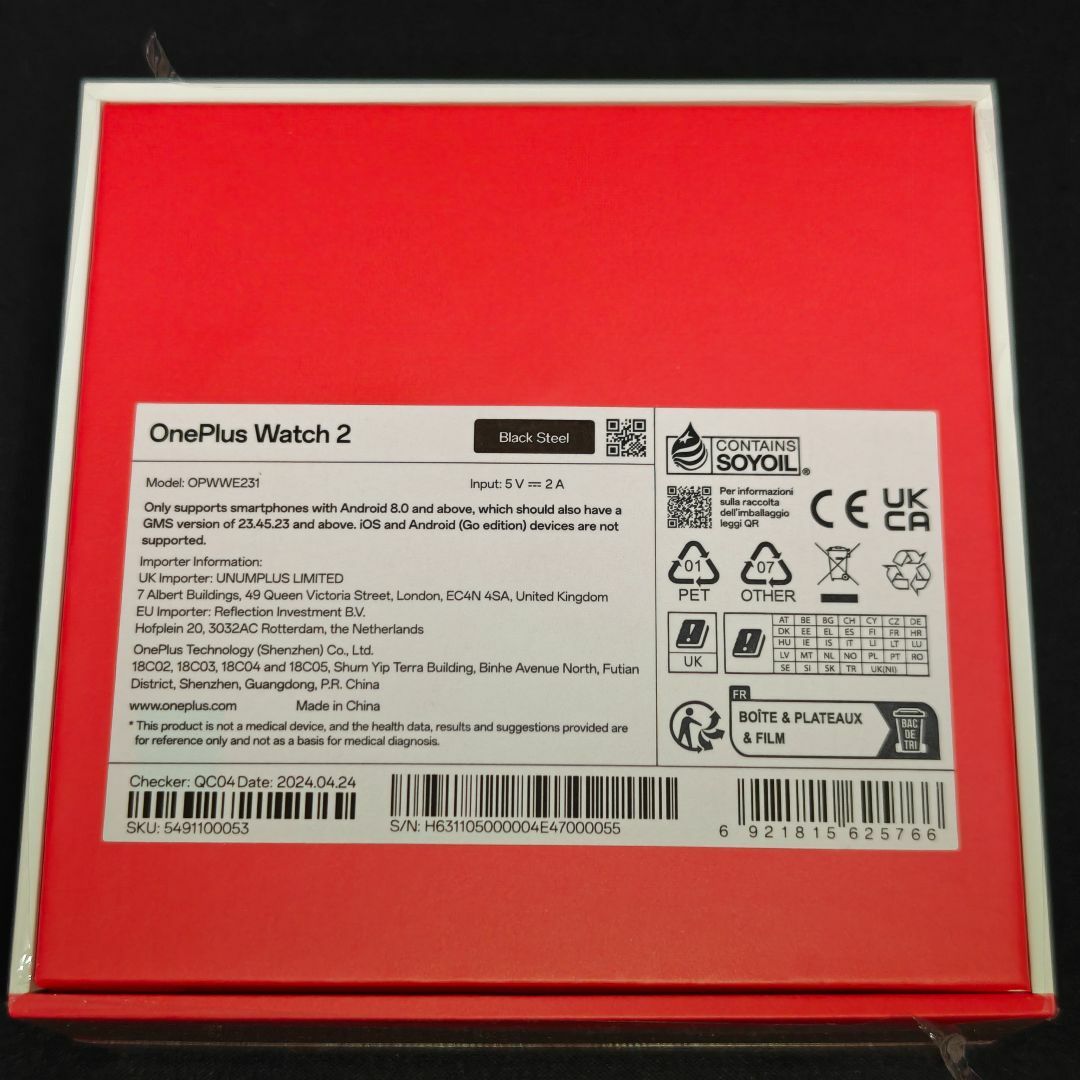 OnePlus Watch 2
Black Steel
Model: OPWWE231
Input: 5 V ⎓ 2 A
Only supports smartphones with Android 8.0 and above, which should also have a
GMS version of 23.45.23 and above. iOS and Android (Go edition) devices are not
supported.
Importer Information:
UK Importer: UNUMPLUS LIMITED
7 Albert Buildings, 49 Queen Victoria Street, London, EC4N 4SA, United Kingdom
EU Importer: Reflection Investment B.V.
Hofplein 20, 3032AC Rotterdam, the Netherlands
OnePlus Technology (Shenzhen) Co., Ltd.
18C02, 18C03, 18C04 and 18C05, Shum Yip Terra Building, Binhe Avenue North, Futian
District, Shenzhen, Guangdong, P.R. China
www.oneplus.com Made in China
* This product is not a medical device, and the health data, results and suggestions provided are
for reference only and not as a basis for medical diagnosis.
CONTAINS
SOYOIL®
Per informazioni
sulla raccolta
dell'imballaggio
leggi QR
CE
UK
CA
01
PET
07
OTHER
UK
AT BE BG CH CY CZ DE
DK EE EL ES FI FR HR
HU IE IS IT LI LT LU
LV MT NL NO PL PT RO
SE SI SK TR UK(NI)
FR
BOÎTE & PLATEAUX
& FILM
BAC
DE
TRI
Checker: QC04 Date: 2024.04.24
SKU: 5491100053
S/N: H631105000004E47000055
6 921815 625766